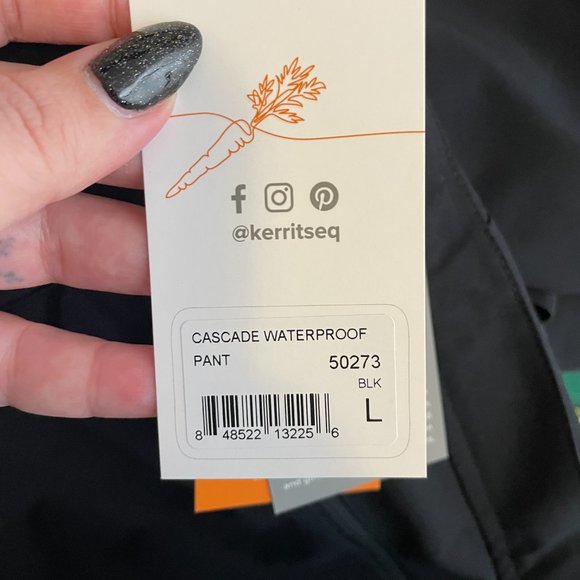 @kerritseq
CASCADE WATERPROOF
PANT 50273
BLK
L
8 48522 13225 6